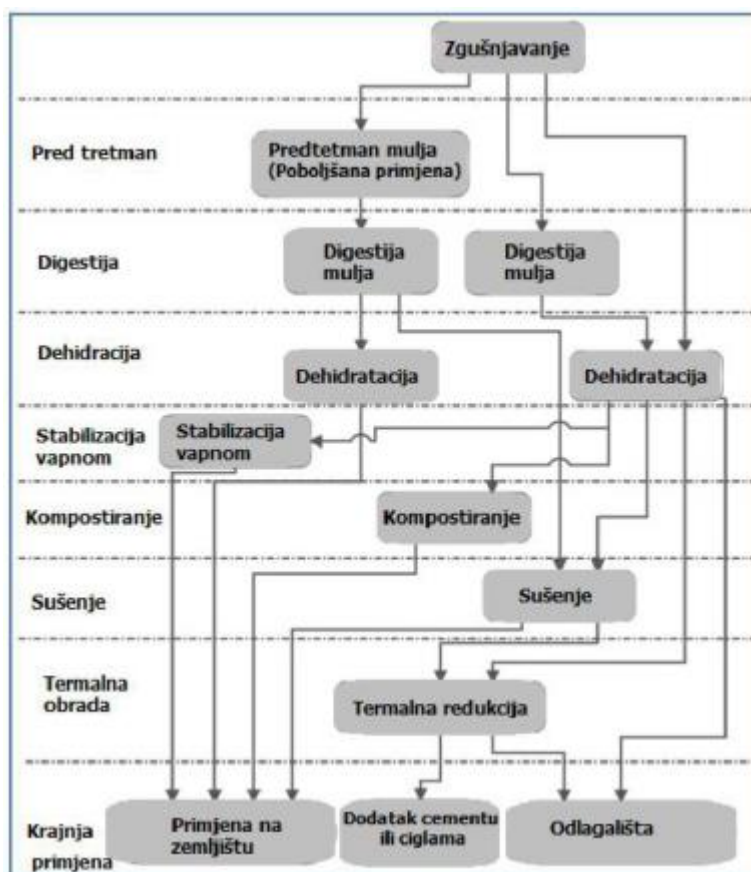 Zgušnjavanje
Pred tretman
Predtetman mulja
(Poboljšana primjena)
Digestija
Digestija
mulja
Digestija
mulja
Dehidracija
Dehidratacija
Dehidratacija
Stabilizacija
vapnom
Stabilizacija
vapnom
Kompostiranje
Kompostiranje
Sušenje
Sušenje
Termalna
obrada
Termalna redukcija
Krajnja
primjena
Primjena na
zemljištu
Dodatak cementu
ili ciglama
Odlagališta